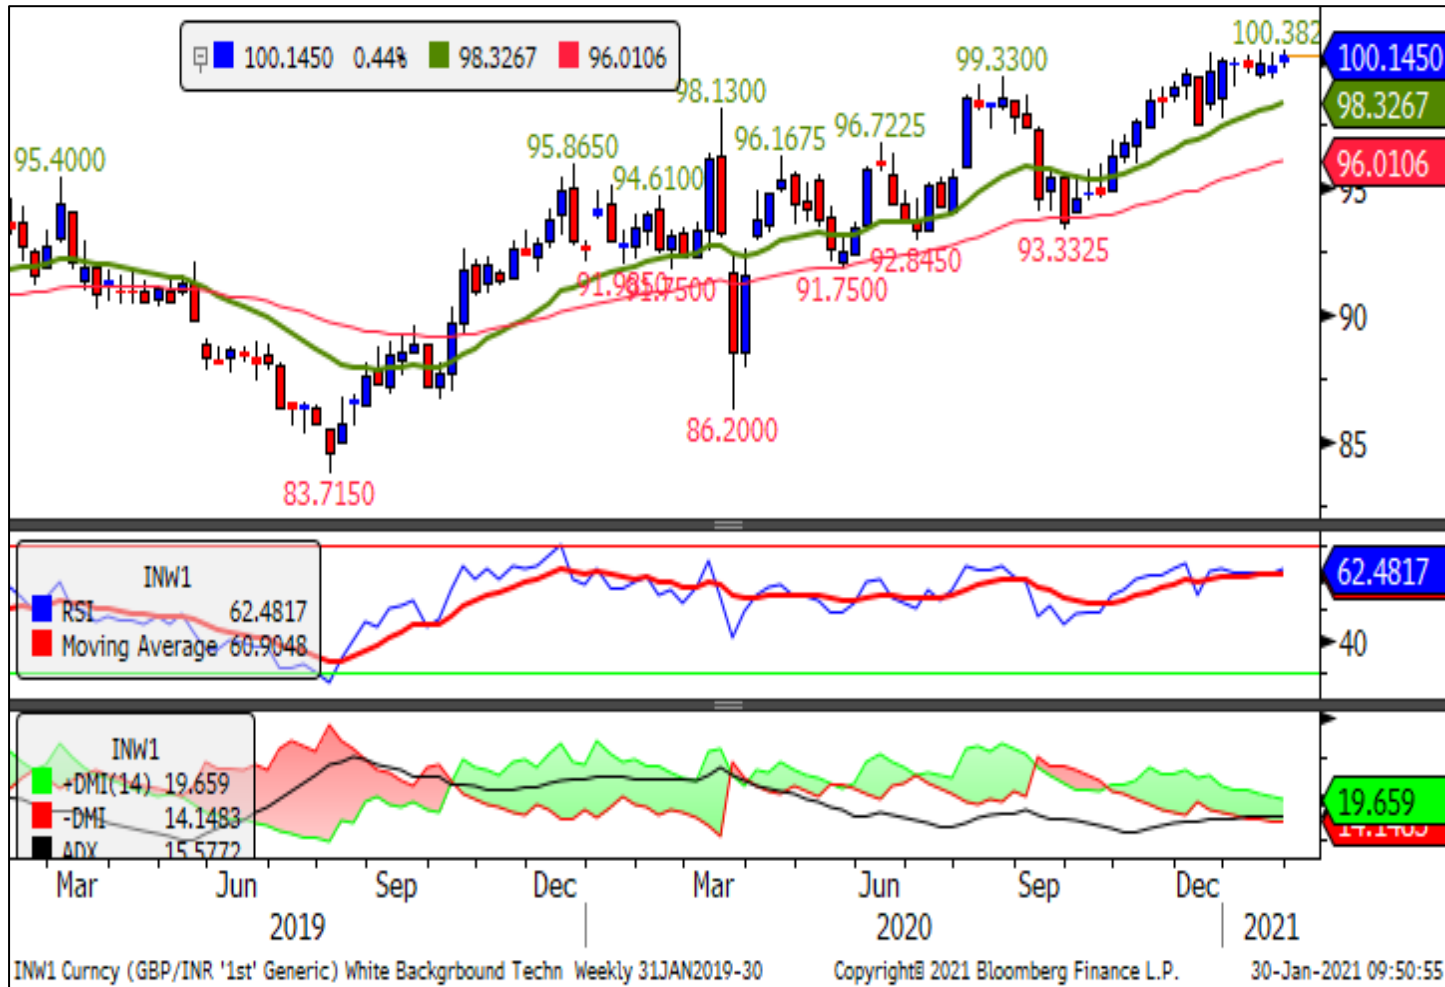 100.1450 0.44% 98.3267 96.0106
100.382
99.3300
98.1300
96.1675
96.7225
95.8650
94.6100
95.4000
91.7500
91.7500
92.8450
93.3325
86.2000
83.7150
100.1450
98.3267
96.0106
95
90
85
INW1
RSI 62.4817
Moving Average 60.9048
62.4817
40
INW1
+DMI(14) 19.659
-DMI 14.1483
ADX 15.5772
19.659
14.1483
Mar Jun Sep Dec Mar Jun Sep Dec
2019 2020 2021
INW1 Curncy (GBP/INR '1st' Generic) White Backgrbound Techn Weekly 31JAN2019-30 Copyright© 2021 Bloomberg Finance L.P. 30-Jan-2021 09:50:55